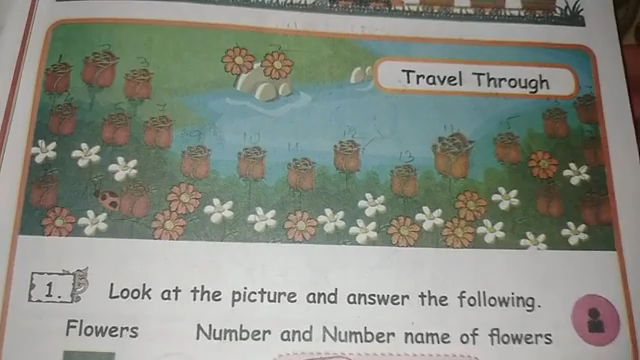 Travel Through
1. Look at the picture and answer the following.
Flowers Number and Number name of flowers